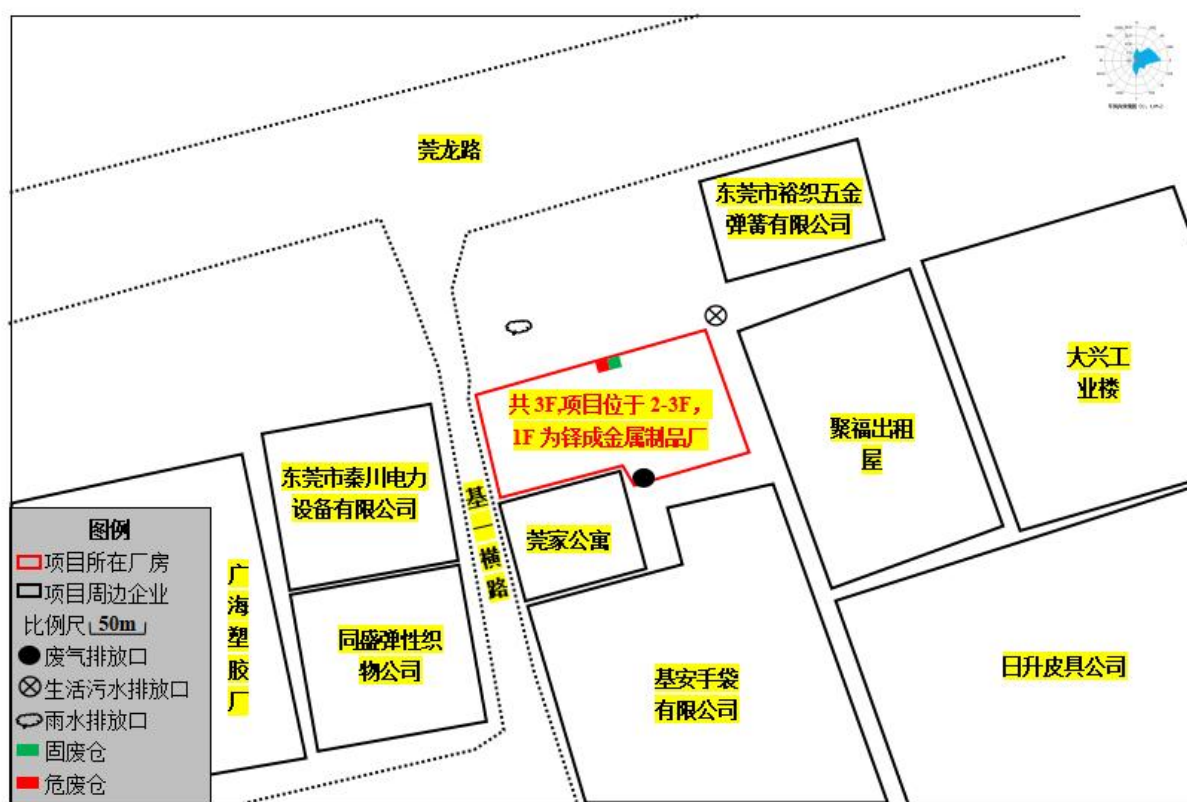 莞龙路
东莞市裕织五金
弹簧有限公司
大兴工
业楼
共 3F,项目位于 2-3F，
1F 为铎成金属制品厂
聚福出租
屋
东莞市秦川电力
设备有限公司
基一横路
莞家公寓
广海塑胶厂
同盛弹性织
物公司
基安手袋
有限公司
日升皮具公司
图例
项目所在厂房
项目周边企业
比例尺 50m
废气排放口
生活污水排放口
雨水排放口
固废仓
危废仓